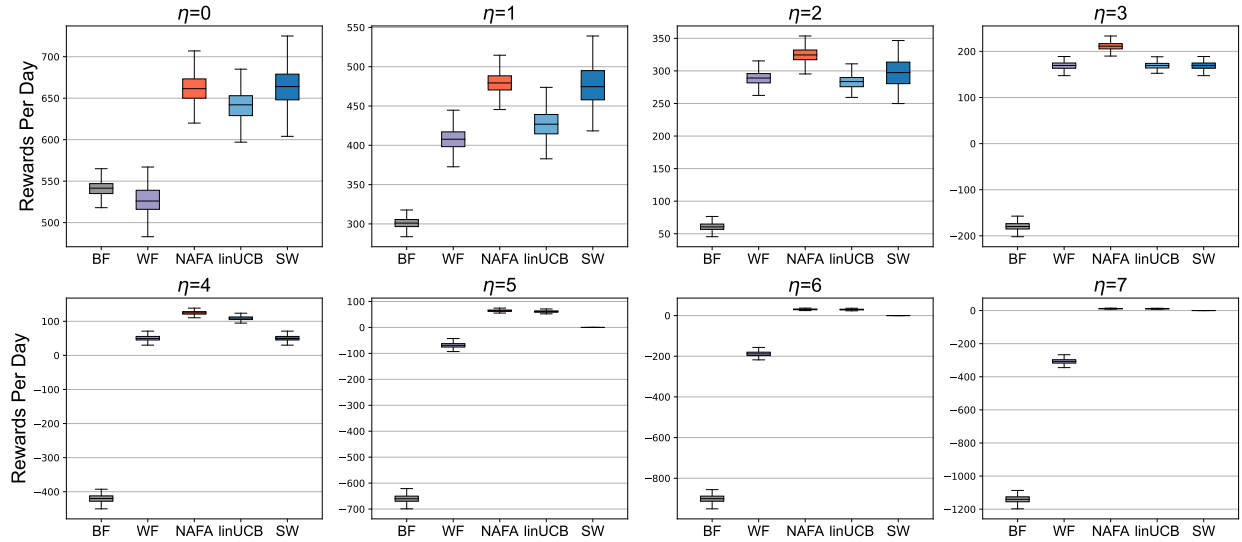 η=0
η=1
η=2
η=3
Rewards Per Day
700
650
600
550
500
BF WF NAFA linUCB SW
550
500
450
400
350
300
BF WF NAFA linUCB SW
350
300
250
200
150
100
50
BF WF NAFA linUCB SW
200
100
0
−100
−200
BF WF NAFA linUCB SW
η=4
η=5
η=6
η=7
Rewards Per Day
100
0
−100
−200
−300
−400
BF WF NAFA linUCB SW
100
0
−100
−200
−300
−400
−500
−600
−700
BF WF NAFA linUCB SW
0
−200
−400
−600
−800
BF WF NAFA linUCB SW
0
−200
−400
−600
−800
−1000
−1200
BF WF NAFA linUCB SW